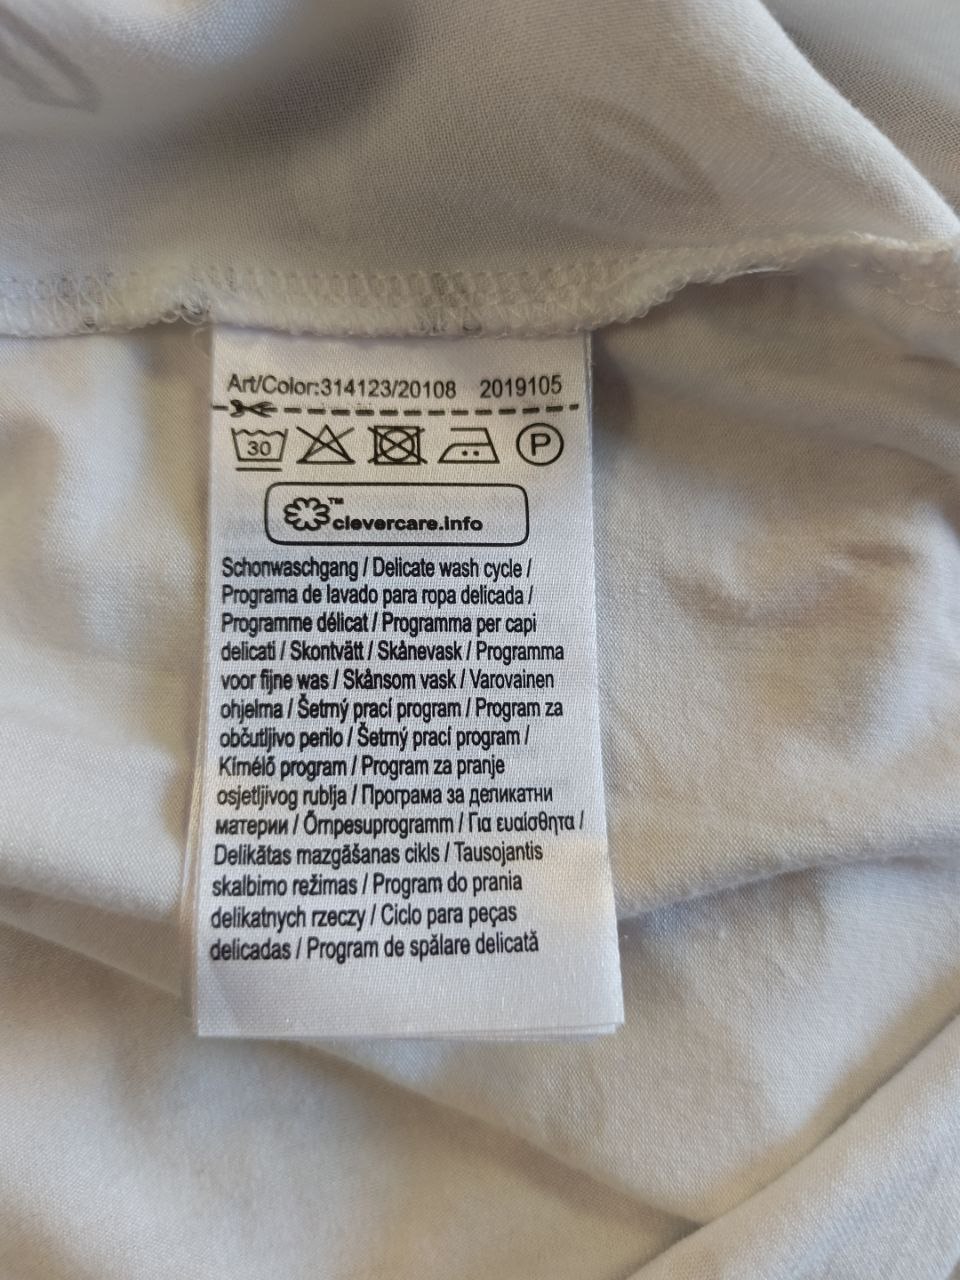 Art/Color:314123/20108 2019105
30 P
clevercare.info™
Schonwaschgang / Delicate wash cycle /
Programa de lavado para ropa delicada /
Programme délicat / Programma per capi
delicati / Skontvätt / Skånevask / Programma
voor fijne was / Skånsom vask / Varovainen
ohjelma / Šetrný prací program / Program za
občutljivo perilo / Šetrný prací program /
Kímélő program / Program za pranje
osjetljivog rublja / Програма за деликатни
материи / Õrnpesuprogramm / Για ευαίσθητα /
Delikātas mazgāšanas cikls / Tausojantis
skalbimo režimas / Program do prania
delikatnych rzeczy / Ciclo para peças
delicadas / Program de spălare delicată